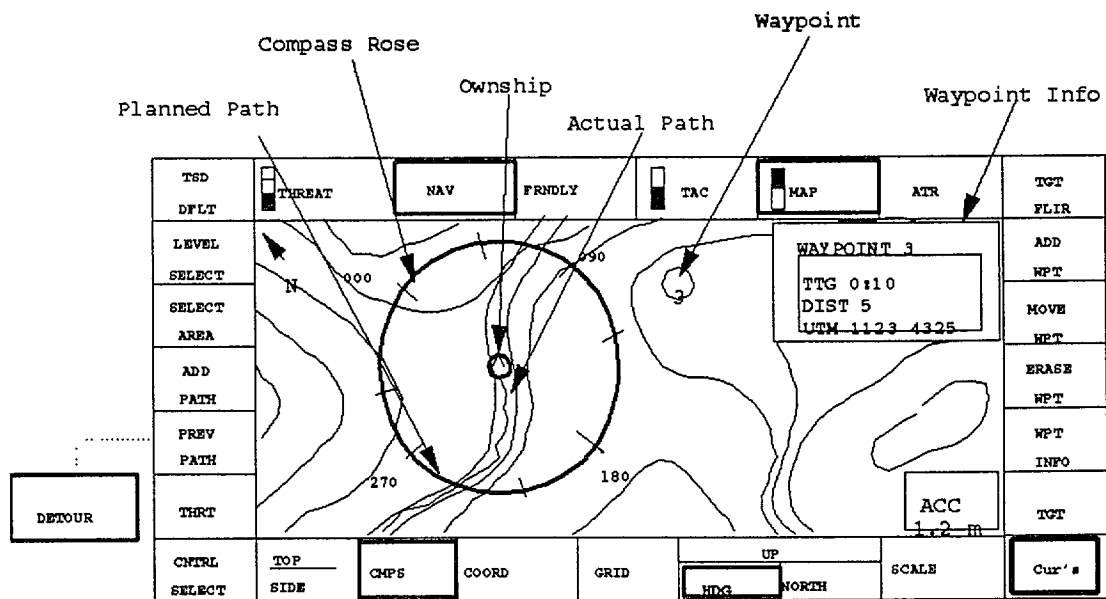 Waypoint
Compass Rose
Ownship
Waypoint Info
Planned Path
Actual Path
TSD
DFLT
THREAT
NAV
FRNDLY
TAC
MAP
ATR
TGT
FLIR
LEVEL
SELECT
SELECT
AREA
ADD
PATH
PREV
PATH
THRT
DETOUR
N
000
090
180
270
3
WAYPOINT 3
TTG 0:10
DIST 5
UTM 1123 4325
ADD
WPT
MOVE
WPT
ERASE
WPT
WPT
INFO
TGT
ACC
1.2 m
CNTRL
SELECT
TOP
SIDE
CMPS
COORD
GRID
UP
HDG
NORTH
SCALE
Cur's